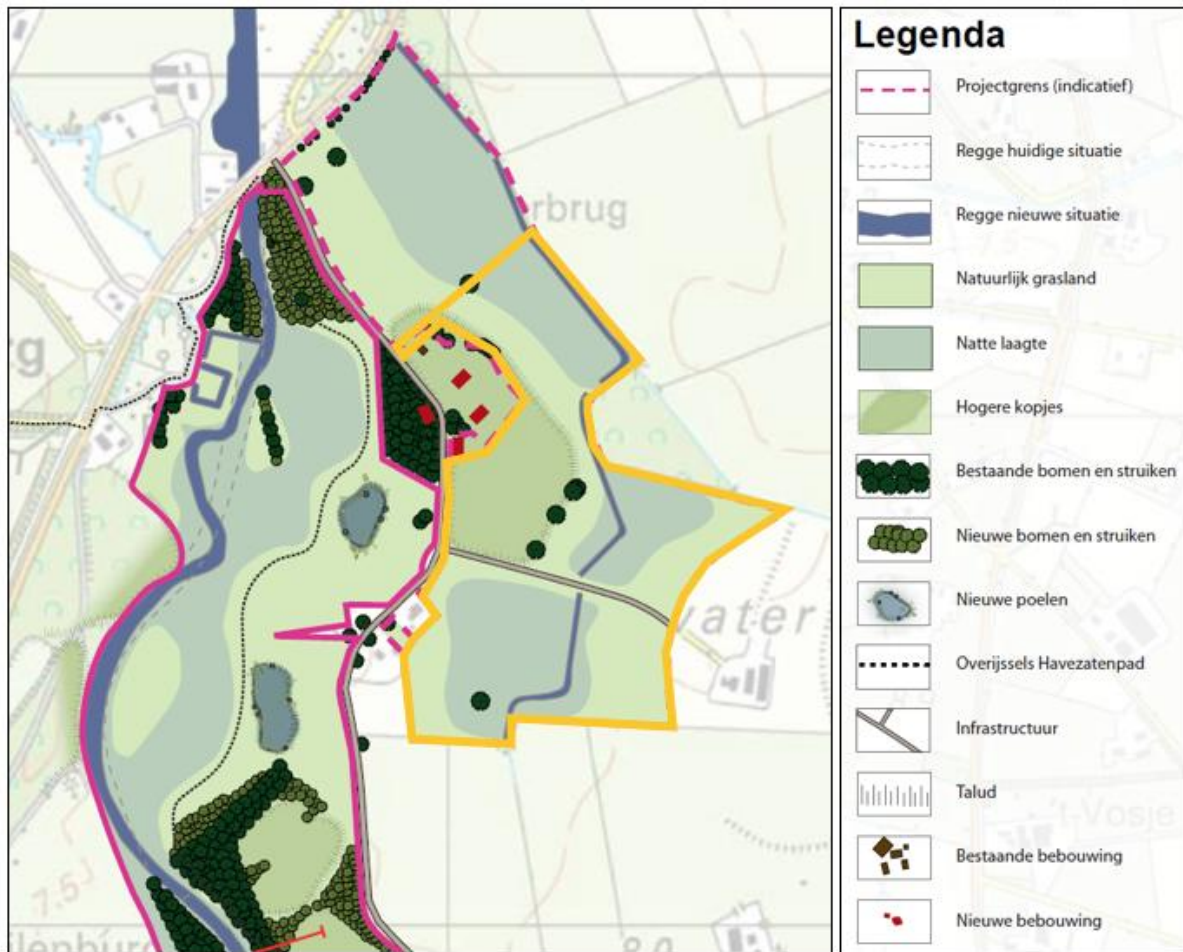 rbrug
g
water
7.5
ilenburg
8.0
Legenda
Projectgrens (indicatief)
Regge huidige situatie
Regge nieuwe situatie
Natuurlijk grasland
Natte laagte
Hogere kopjes
Bestaande bomen en struiken
Nieuwe bomen en struiken
Nieuwe poelen
Overijssels Havezatenpad
Infrastructuur
Talud
't-Vosje
Bestaande bebouwing
Nieuwe bebouwing